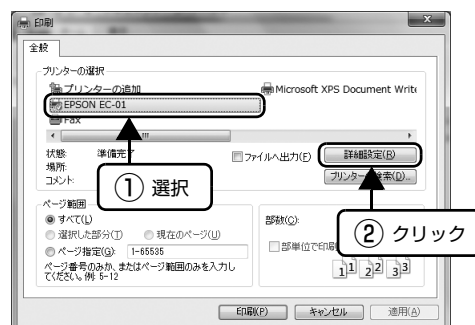 印刷
全般
プリンターの選択
プリンターの追加
Microsoft XPS Document Write
EPSON EC-01
Fax
状態: 準備完了
場所:
コメント:
ファイルへ出力(F)
詳細設定(R)
プリンターの検索(D)...
① 選択
ページ範囲
すべて(L)
選択した部分(T)
現在のページ(U)
ページ指定(G): 1-65535
ページ番号のみか、またはページ範囲のみを入力し
てください。例: 5-12
部数(C):
部単位で印刷
② クリック
1 1 2 2 3 3
印刷(P)
キャンセル
適用(A)